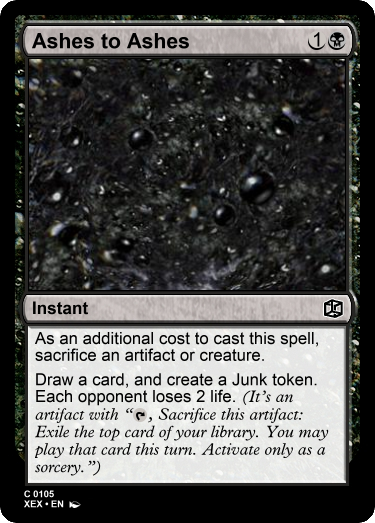 Ashes to Ashes 1
Instant
As an additional cost to cast this spell,
sacrifice an artifact or creature.
Draw a card, and create a Junk token.
Each opponent loses 2 life. (It's an
artifact with “, Sacrifice this artifact:
Exile the top card of your library. You may
play that card this turn. Activate only as a
sorcery.”)
C 0105
XEX • EN